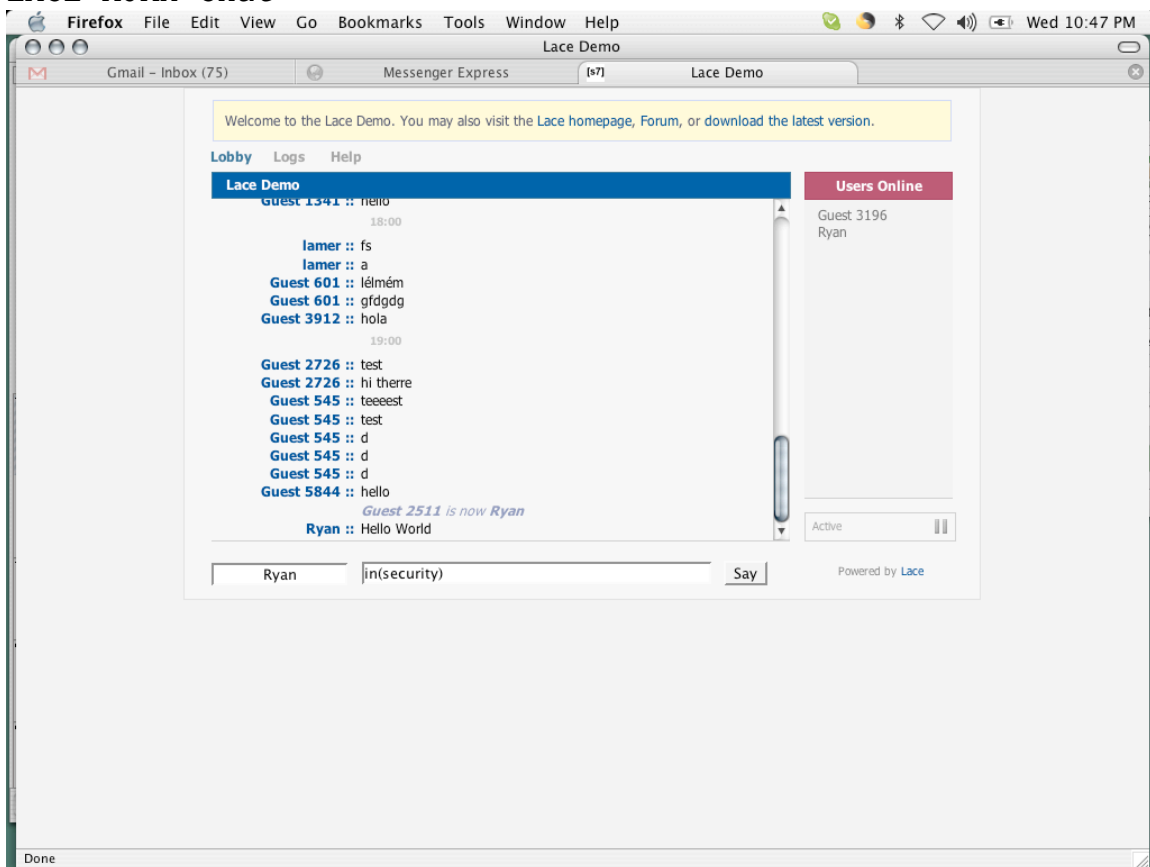 Firefox File Edit View Go Bookmarks Tools Window Help Wed 10:47 PM
Lace Demo
Gmail – Inbox (75) Messenger Express [s7] Lace Demo
Welcome to the Lace Demo. You may also visit the Lace homepage, Forum, or download the latest version.
Lobby Logs Help
Lace Demo
Users Online
Guest 3196
Ryan
Guest 1341 :: hello
18:00
lamer :: fs
lamer :: a
Guest 601 :: lélmém
Guest 601 :: gfdgdg
Guest 3912 :: hola
19:00
Guest 2726 :: test
Guest 2726 :: hi therre
Guest 545 :: teeeest
Guest 545 :: test
Guest 545 :: d
Guest 545 :: d
Guest 545 :: d
Guest 5844 :: hello
Guest 2511 is now Ryan
Ryan :: Hello World
Active
Ryan in(security) Say
Powered by Lace
Done